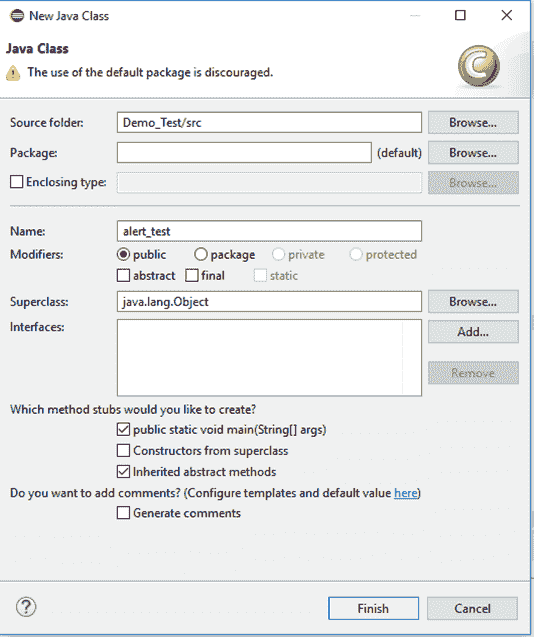 New Java Class
Java Class
The use of the default package is discouraged.
Source folder: Demo_Test/src Browse...
Package: (default) Browse...
Enclosing type: Browse...
Name: alert_test
Modifiers: public package private protected
abstract final static
Superclass: java.lang.Object Browse...
Interfaces: Add...
Remove
Which method stubs would you like to create?
public static void main(String[] args)
Constructors from superclass
Inherited abstract methods
Do you want to add comments? (Configure templates and default value here)
Generate comments
? Finish Cancel